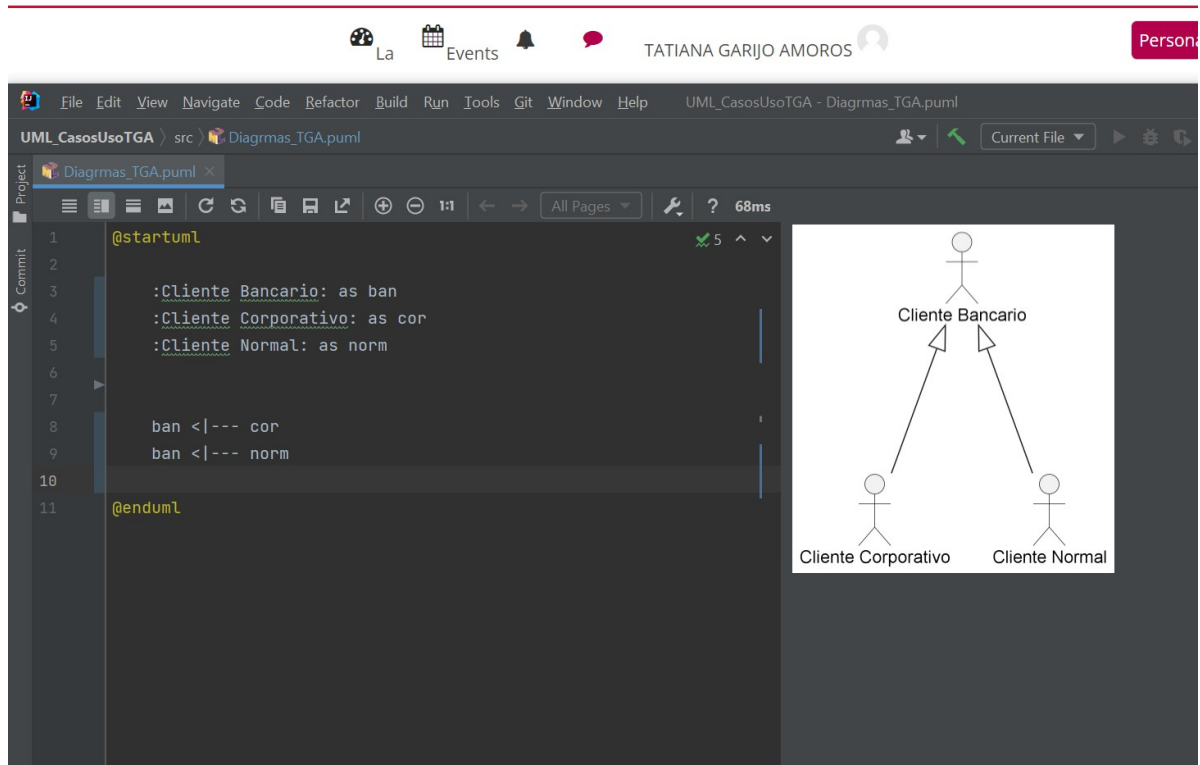 La
Events
TATIANA GARIJO AMOROS
Persona
File Edit View Navigate Code Refactor Build Run Tools Git Window Help UML_CasosUsoTGA - Diagrmas_TGA.puml
UML_CasosUsoTGA src Diagrmas_TGA.puml
Current File
Project
Commit
Diagrmas_TGA.puml
1:1
All Pages
? 68ms
5
1 @startuml
2
3 :Cliente Bancario: as ban
4 :Cliente Corporativo: as cor
5 :Cliente Normal: as norm
6
7
8 ban <|--- cor
9 ban <|--- norm
10
11 @enduml
Cliente Bancario
Cliente Corporativo
Cliente Normal